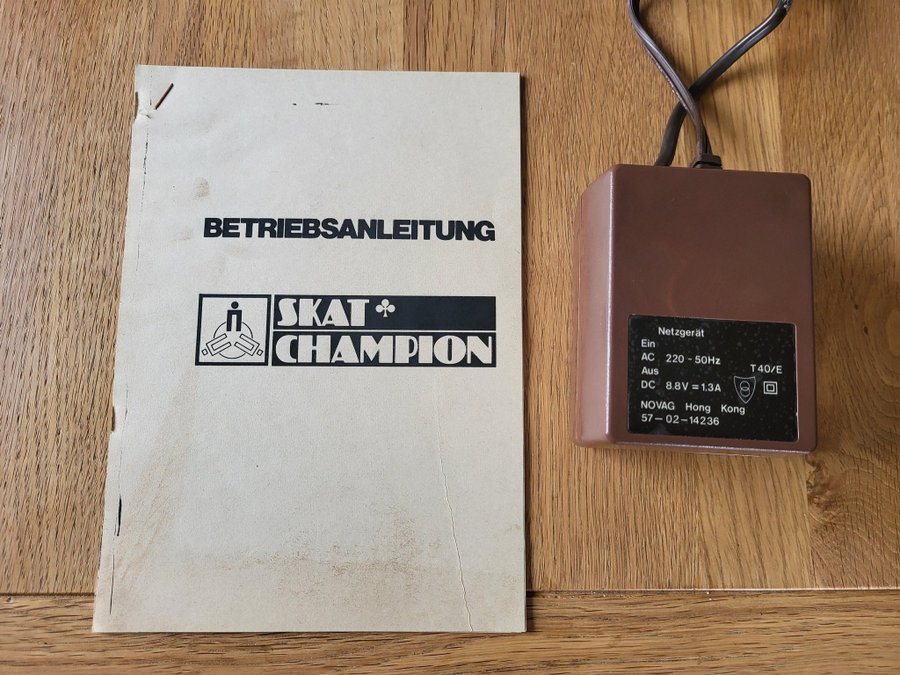 BETRIEBSANLEITUNG
SKAT
CHAMPION
Netzgerät
Ein
AC 220 ~ 50Hz
Aus T40/E
DC 8.8V = 1.3A
NOVAG Hong Kong
57-02-14236